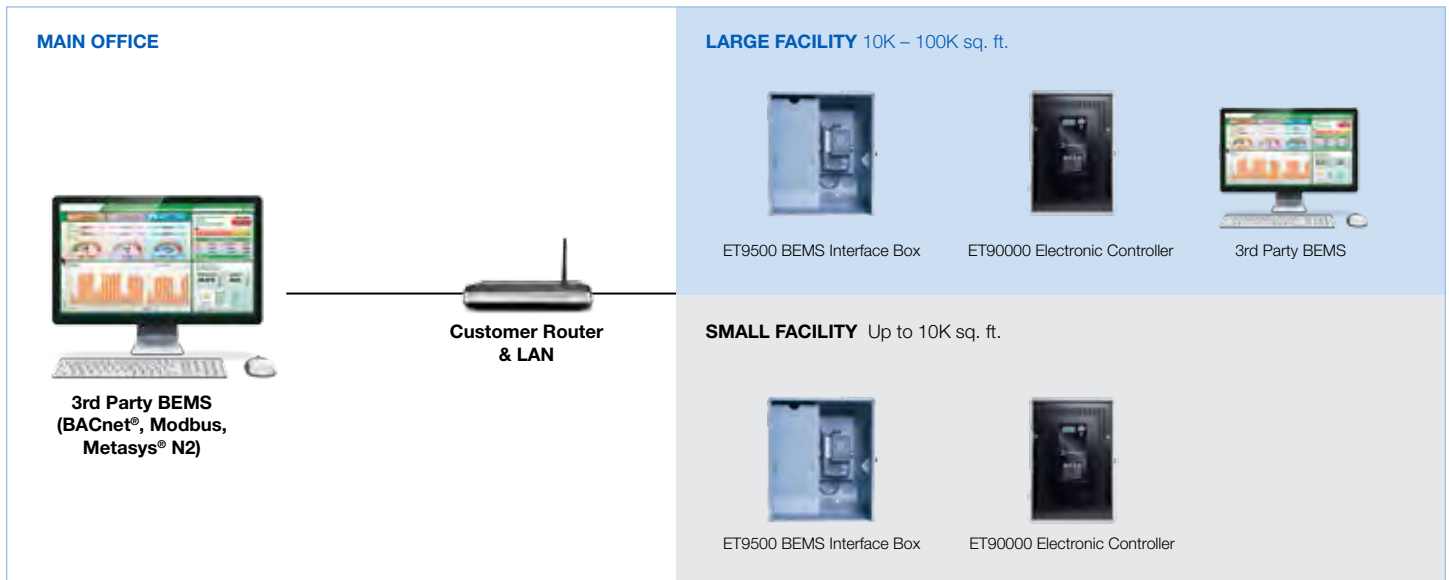 MAIN OFFICE
3rd Party BEMS
(BACnet®, Modbus,
Metasys® N2)
Customer Router
& LAN
LARGE FACILITY 10K – 100K sq. ft.
ET9500 BEMS Interface Box
ET90000 Electronic Controller
3rd Party BEMS
SMALL FACILITY Up to 10K sq. ft.
ET9500 BEMS Interface Box
ET90000 Electronic Controller